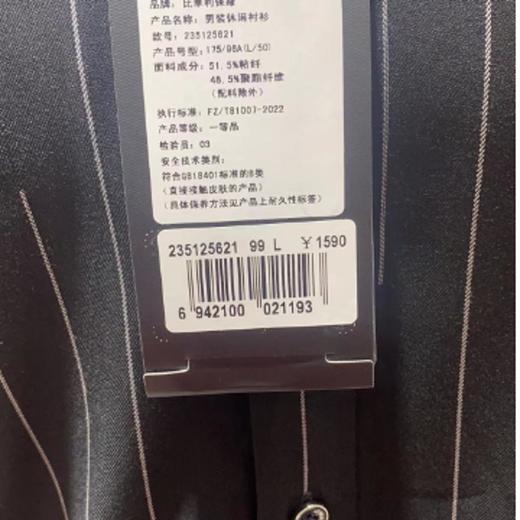 品牌：比摩利保罗
产品名称：男装休闲衬衫
款号：235125621
产品号型：175/96A(L/50)
面料成分：51.5%粘纤
48.5%聚酯纤维
（配料除外）
执行标准：FZ/T81007-2022
产品等级：一等品
检验员：03
安全技术类别：
符合GB18401标准的B类
（直接接触皮肤的产品）
（具体保养方法见产品上耐久性标签）
235125621 99 L ￥1590
6 942100 021193